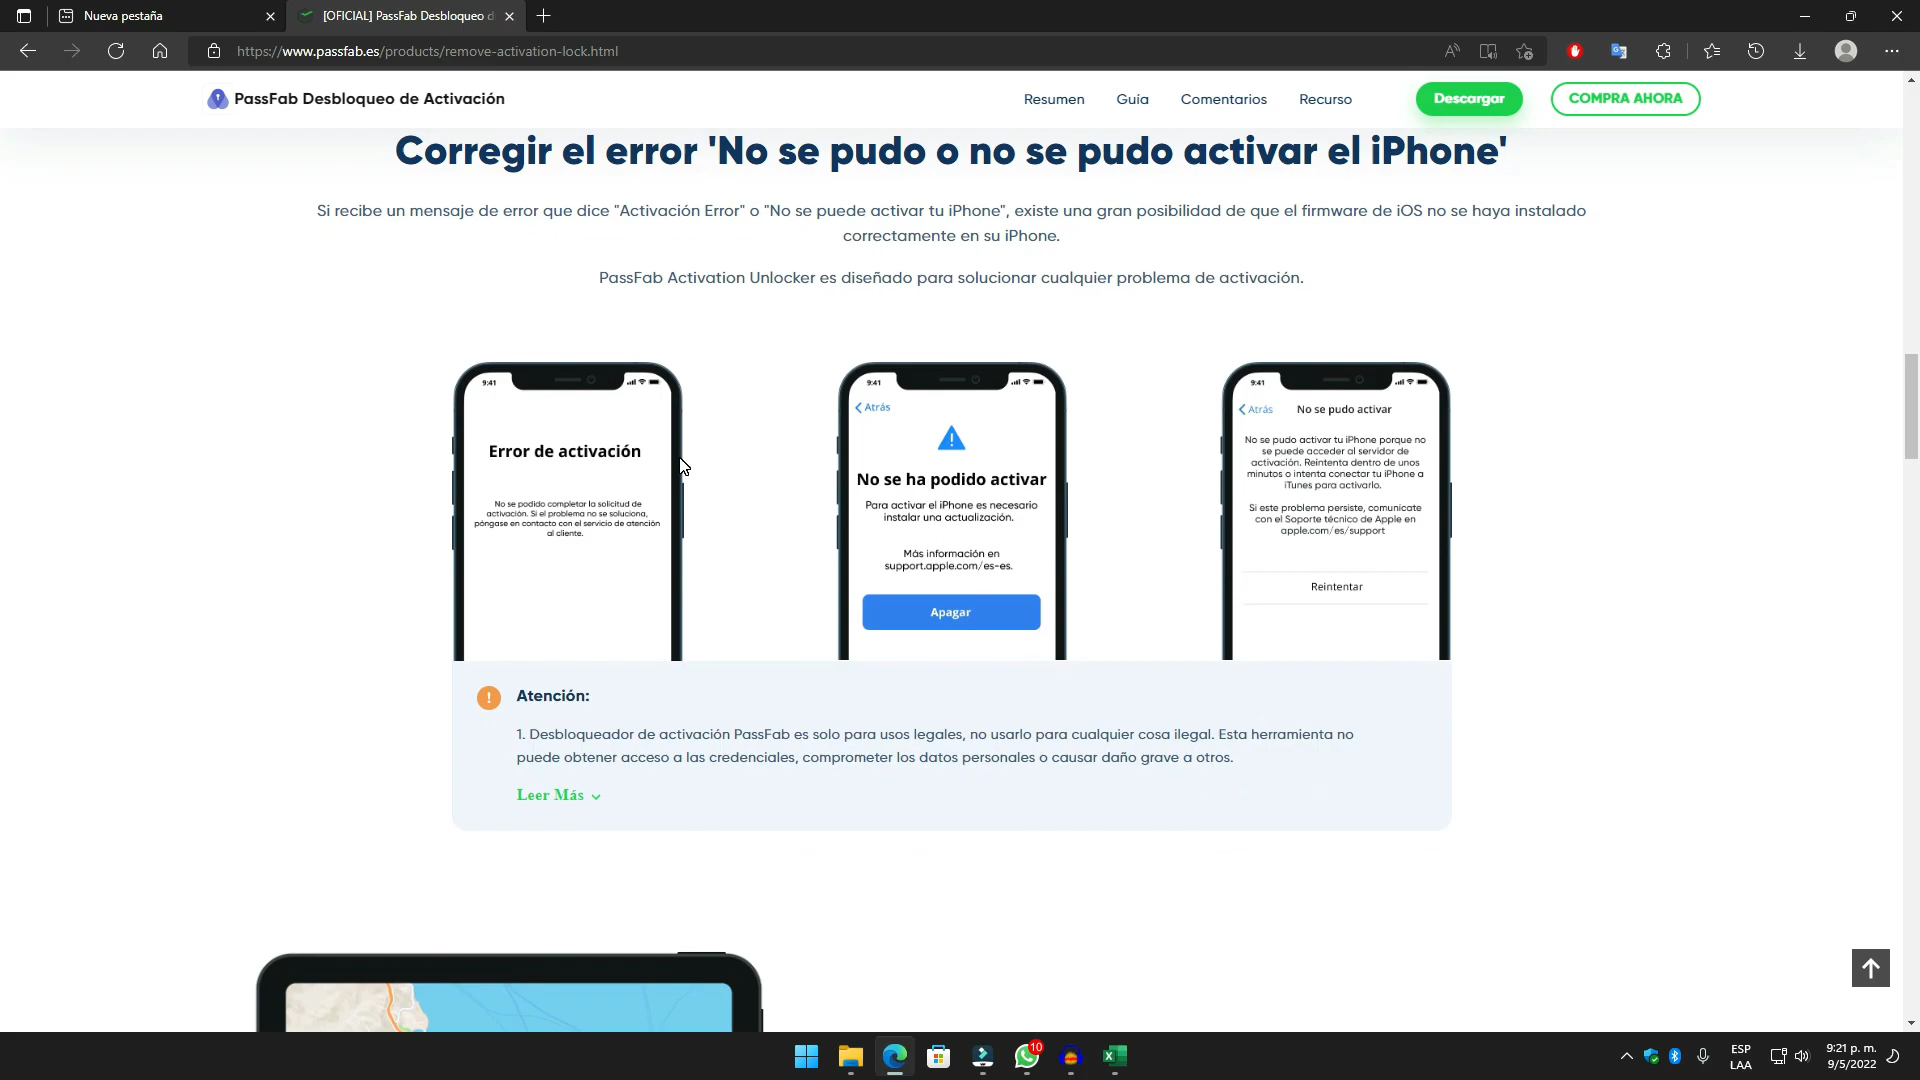 Nueva pestaña
[OFICIAL] PassFab Desbloqueo d
https://www.passfab.es/products/remove-activation-lock.html
PassFab Desbloqueo de Activación
Resumen
Guía
Comentarios
Recurso
Descargar
COMPRA AHORA
Corregir el error 'No se pudo o no se pudo activar el iPhone'
Si recibe un mensaje de error que dice "Activación Error" o "No se puede activar tu iPhone", existe una gran posibilidad de que el firmware de iOS no se haya instalado
correctamente en su iPhone.
PassFab Activation Unlocker es diseñado para solucionar cualquier problema de activación.
9:41
Error de activación
No se podido completar la solicitud de
activación. Si el problema no se soluciona,
póngase en contacto con el servicio de atención
al cliente.
9:41
Atrás
No se ha podido activar
Para activar el iPhone es necesario
instalar una actualización.
Más información en
support.apple.com/es-es.
Apagar
9:41
Atrás
No se pudo activar
No se pudo activar tu iPhone porque no
se puede acceder al servidor de
activación. Reintenta dentro de unos
minutos o intenta conectar tu iPhone a
iTunes para activarlo.
Si este problema persiste, comunícate
con el Soporte técnico de Apple en
apple.com/es/support
Reintentar
Atención:
1. Desbloqueador de activación PassFab es solo para usos legales, no usarlo para cualquier cosa ilegal. Esta herramienta no
puede obtener acceso a las credenciales, comprometer los datos personales o causar daño grave a otros.
Leer Más
10
ESP
LAA
9:21 p. m.
9/5/2022